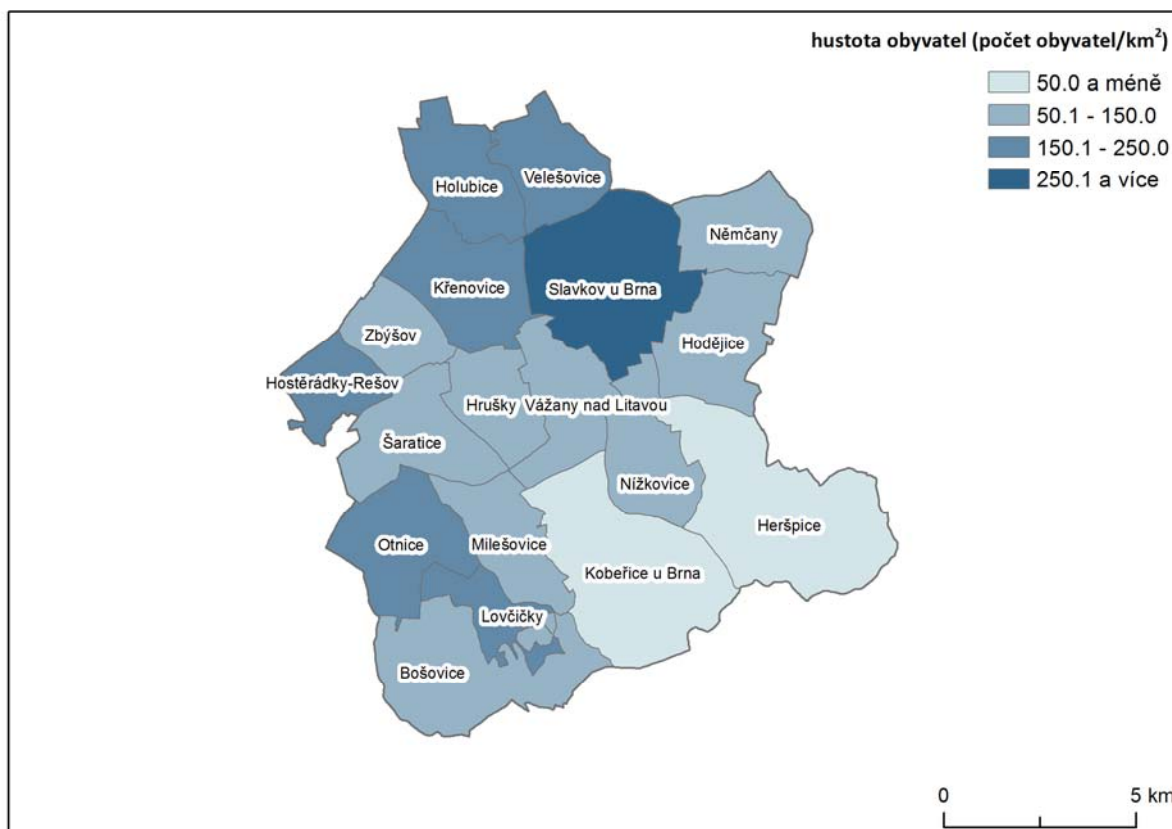 hustota obyvatel (počet obyvatel/km²)
50.0 a méně
50.1 - 150.0
150.1 - 250.0
250.1 a více
Velešovice
Holubice
Němčany
Křenovice
Slavkov u Brna
Zbýšov
Hodějice
Hostěrádky-Rešov
Hrušky
Vážany nad Litavou
Šaratice
Nížkovice
Heršpice
Otnice
Milešovice
Kobeřice u Brna
Lovčičky
Bošovice
0 5 km